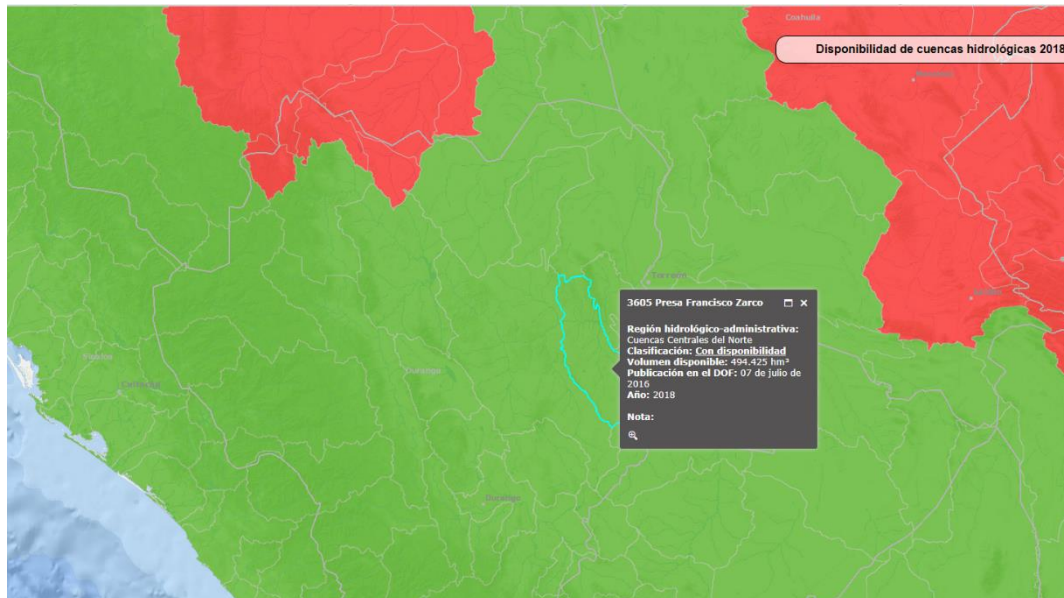 Coahuila
Disponibilidad de cuencas hidrológicas 2018
Torreón
3605 Presa Francisco Zarco
Región hidrológico-administrativa:
Cuencas Centrales del Norte
Clasificación: Con disponibilidad
Volumen disponible: 494.425 hm³
Publicación en el DOF: 07 de julio de
2016
Año: 2018
Nota:
Culiacán
Durango
Durango